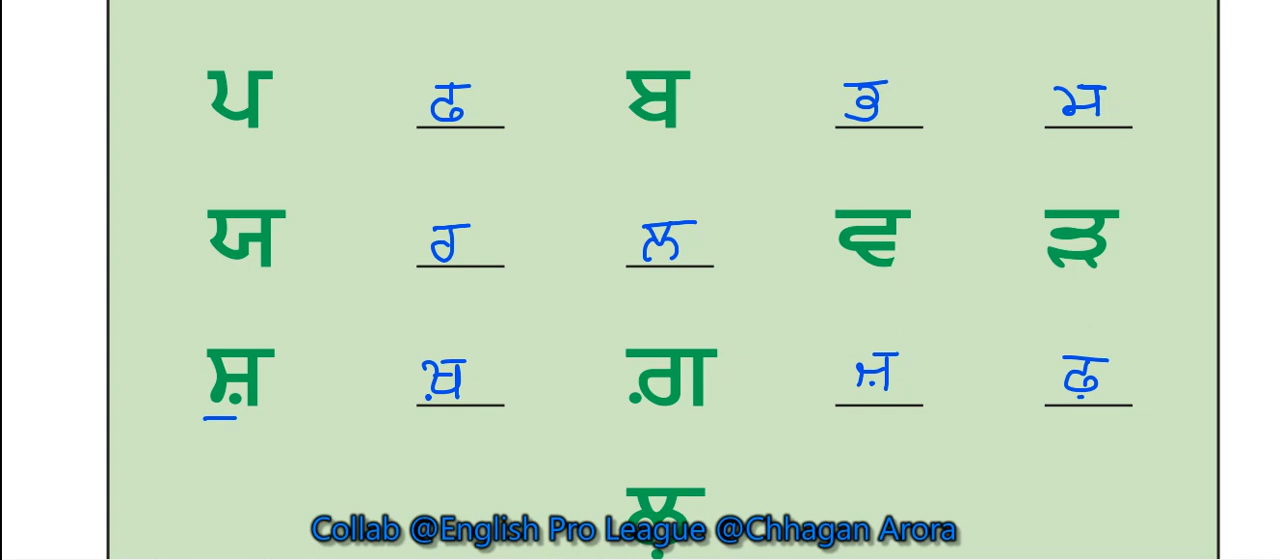 ਪ ਫ ਬ ਭ ਮ
ਯ ਰ ਲ ਵ ੜ
ਸ਼ ਖ਼ ਗ਼ ਜ਼ ਫ਼
ਲ਼
Collab @English Pro League @Chhagan Arora